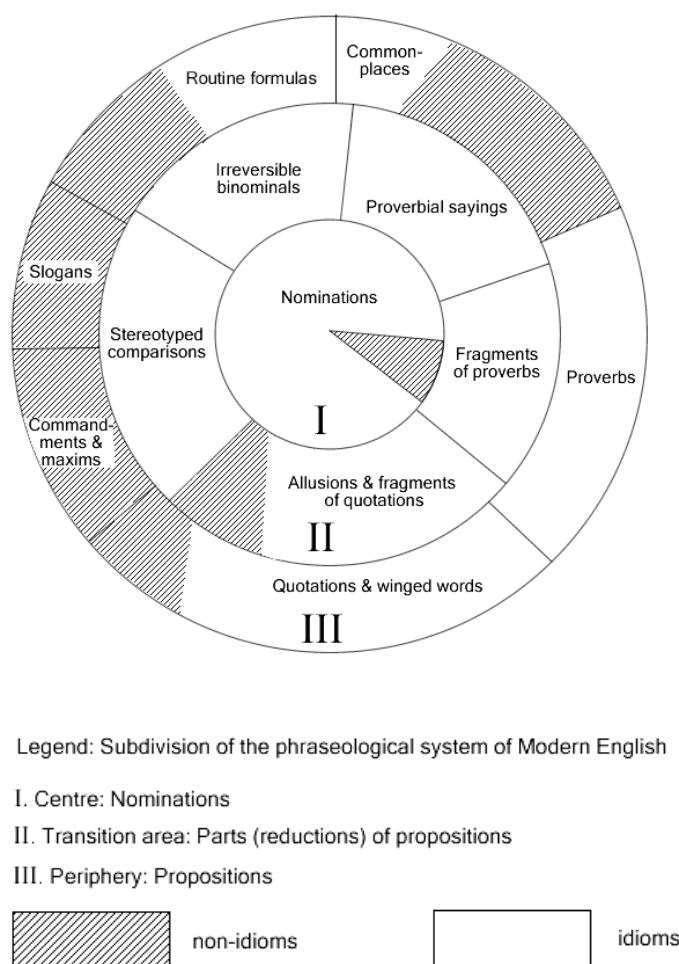 Common-
places
Routine formulas
Irreversible
binominals
Proverbial sayings
Slogans
Nominations
Stereotyped
comparisons
Fragments
of proverbs
Proverbs
Command-
ments &
maxims
I
Allusions & fragments
of quotations
II
Quotations & winged words
III
Legend: Subdivision of the phraseological system of Modern English
I. Centre: Nominations
II. Transition area: Parts (reductions) of propositions
III. Periphery: Propositions
non-idioms
idioms